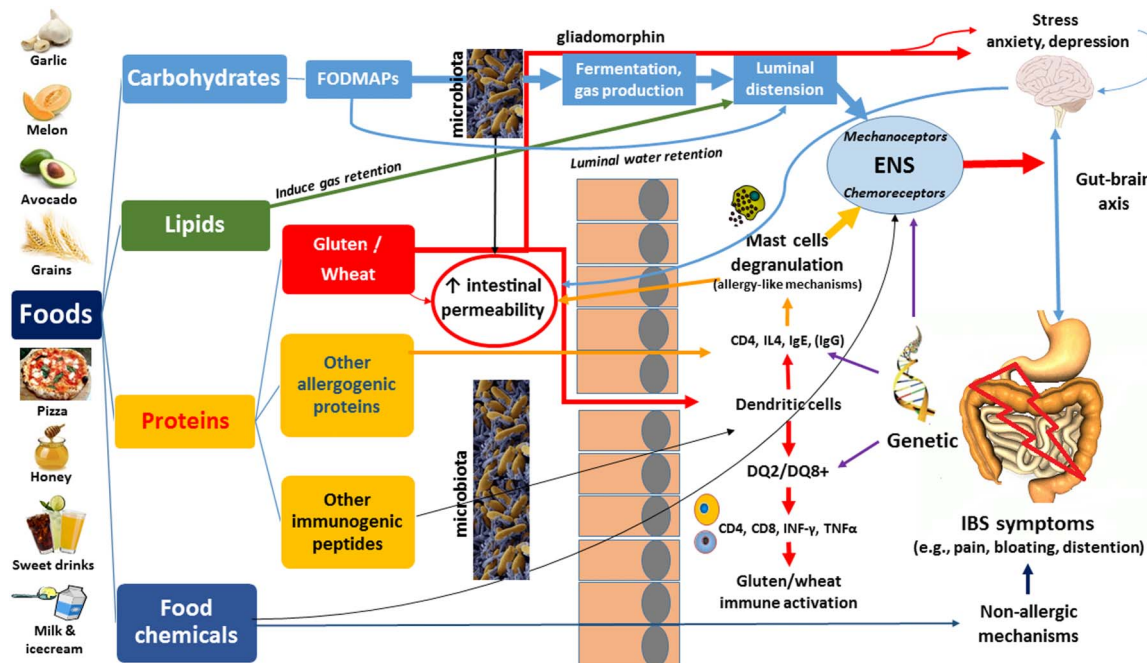 Garlic
Melon
Avocado
Grains
Foods
Pizza
Honey
Sweet drinks
Milk &
icecream
Carbohydrates
Lipids
Proteins
Food
chemicals
FODMAPs
Induce gas retention
Gluten /
Wheat
Other
allergogenic
proteins
Other
immunogenic
peptides
microbiota
↑ intestinal
permeability
microbiota
gliadomorphin
Fermentation,
gas production
Luminal
distension
Luminal water retention
Mechanoceptors
ENS
Chemoreceptors
Mast cells
degranulation
(allergy-like mechanisms)
CD4, IL4, IgE, (IgG)
Dendritic cells
DQ2/DQ8+
CD4, CD8, INF-γ, TNFα
Gluten/wheat
immune activation
Genetic
Stress
anxiety, depression
Gut-brain
axis
IBS symptoms
(e.g., pain, bloating, distention)
Non-allergic
mechanisms